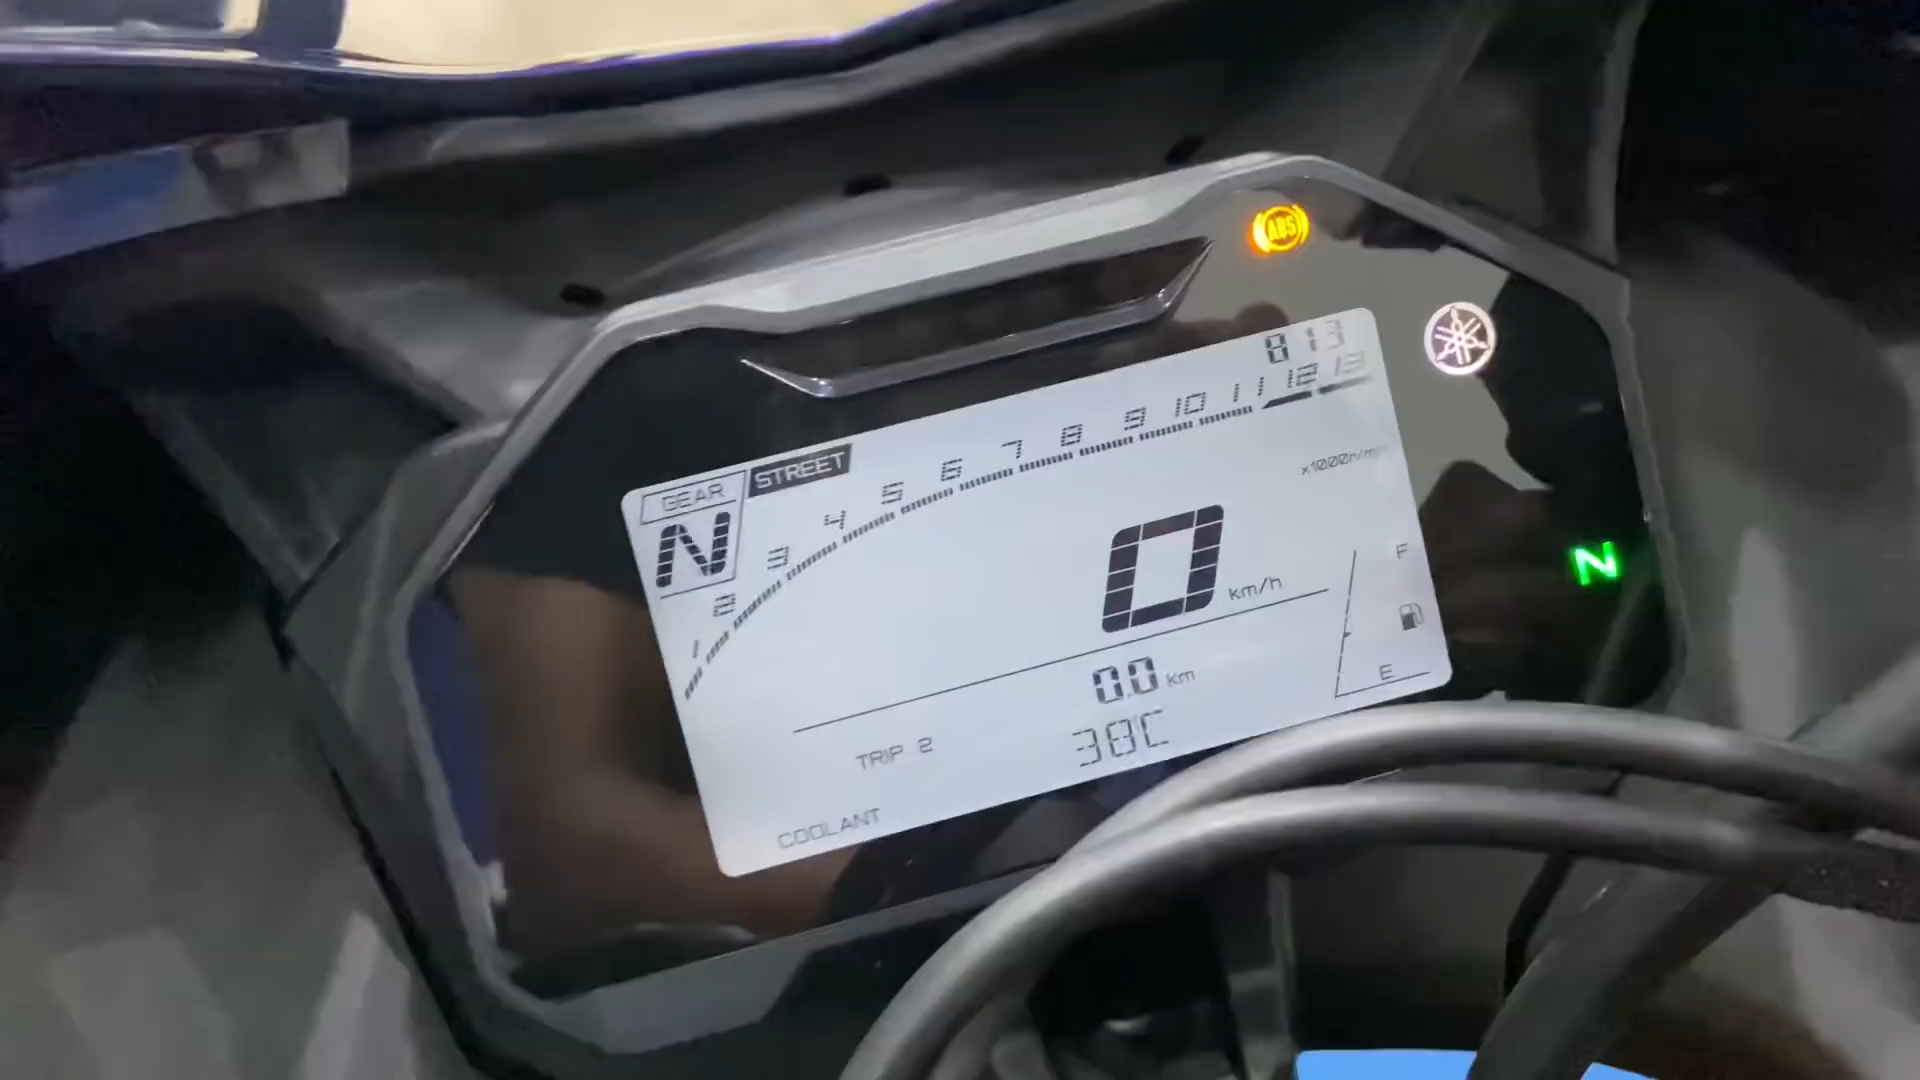 ABS
8:13
1 2 3 4 5 6 7 8 9 10 11 12 13
x1000r/min
GEAR STREET
N
0 km/h
F
N
0.0 km
E
TRIP 2
38C
COOLANT